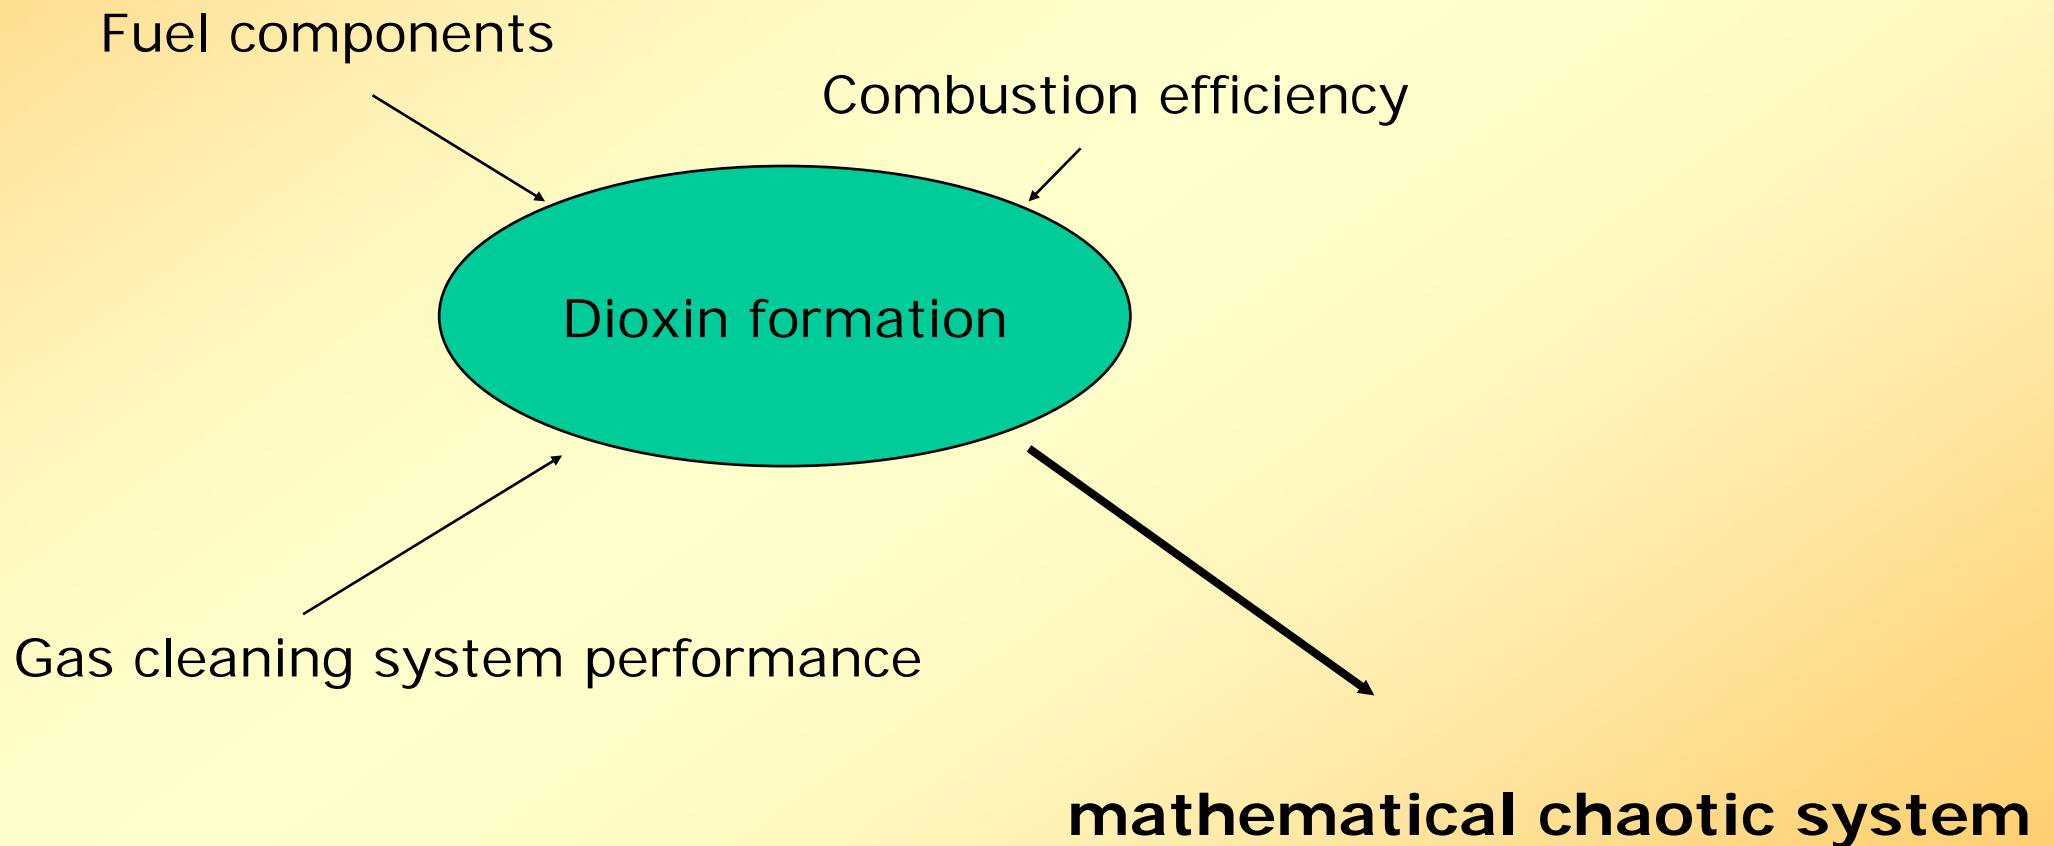 Fuel components
Combustion efficiency
Dioxin formation
Gas cleaning system performance
mathematical chaotic system